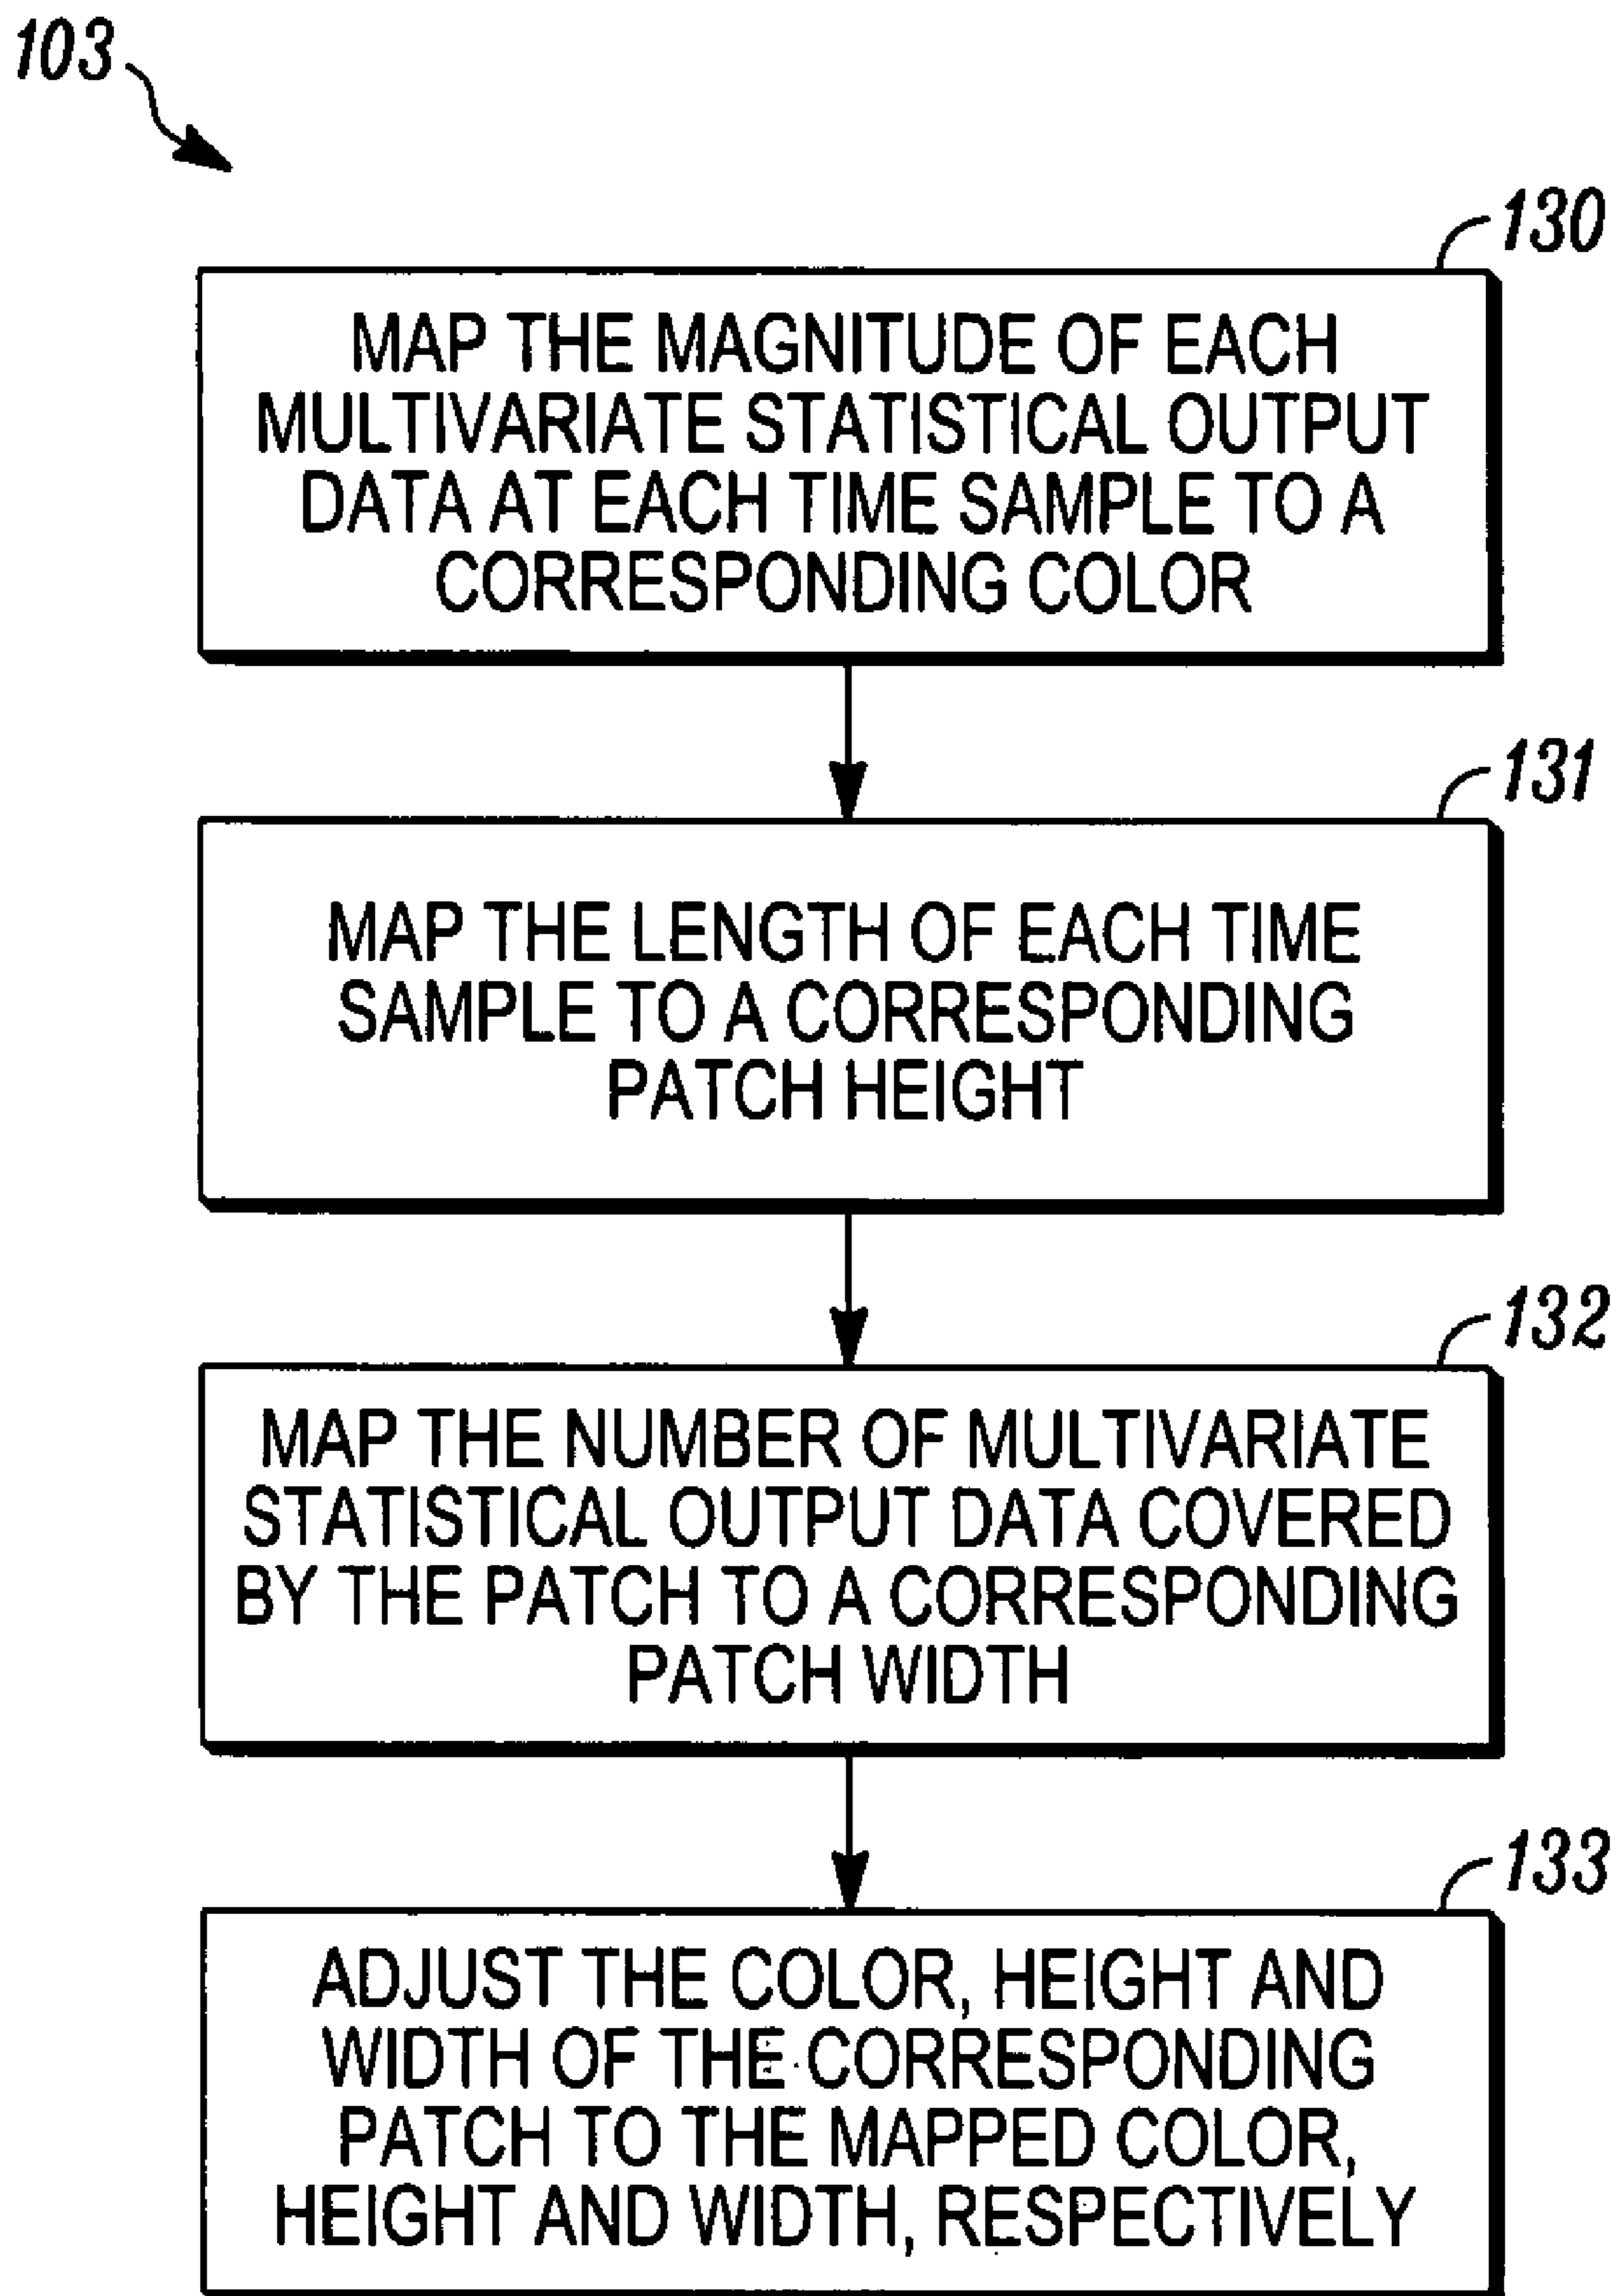 103
130
MAP THE MAGNITUDE OF EACH
MULTIVARIATE STATISTICAL OUTPUT
DATA AT EACH TIME SAMPLE TO A
CORRESPONDING COLOR
131
MAP THE LENGTH OF EACH TIME
SAMPLE TO A CORRESPONDING
PATCH HEIGHT
132
MAP THE NUMBER OF MULTIVARIATE
STATISTICAL OUTPUT DATA COVERED
BY THE PATCH TO A CORRESPONDING
PATCH WIDTH
133
ADJUST THE COLOR, HEIGHT AND
WIDTH OF THE CORRESPONDING
PATCH TO THE MAPPED COLOR,
HEIGHT AND WIDTH, RESPECTIVELY